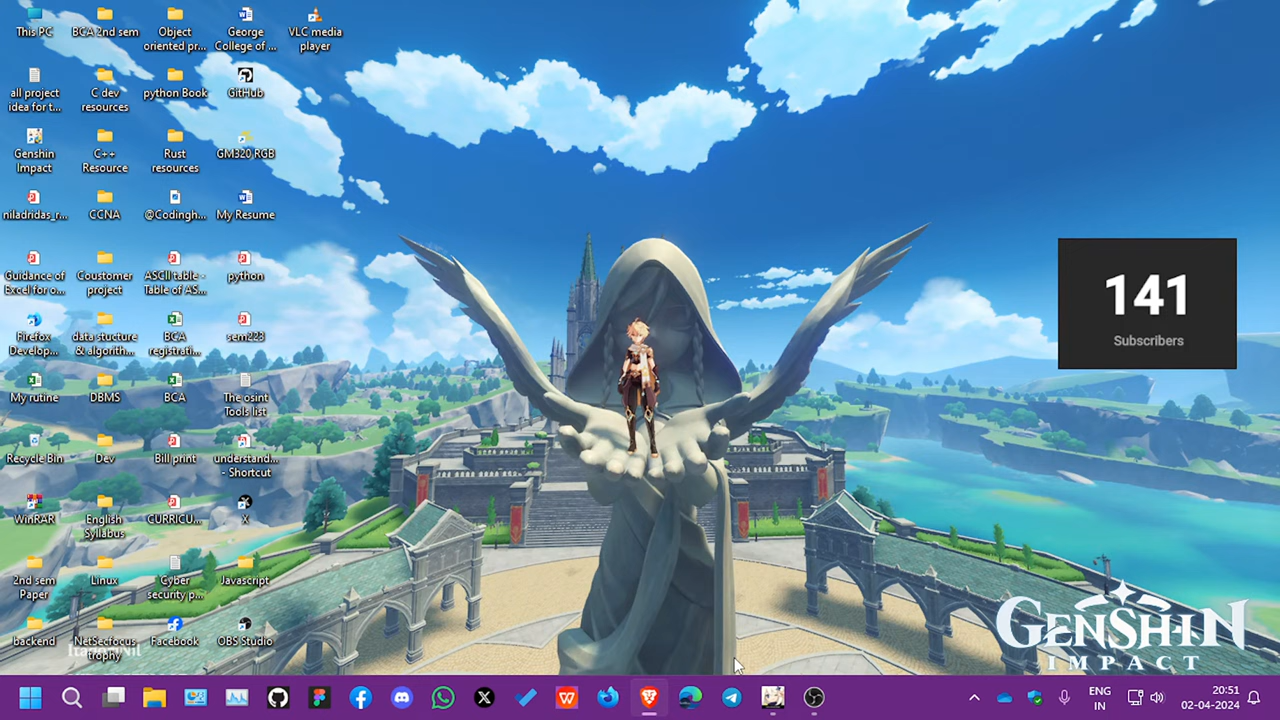 This PC
BCA 2nd sem
Object
oriented pr...
George
College of ...
VLC media
player
all project
idea for t...
C dev
resources
python Book
GitHub
Genshin
Impact
C++
Resource
Rust
resources
GM320 RGB
niladridas_r...
CCNA
@Codingh...
My Resume
Guidance of
Excel for o...
Coustomer
project
ASCII table -
Table of AS...
python
Firefox
Develop...
data stucture
& algorith...
BCA
registrati...
sem223
My rutine
DBMS
BCA
The osint
Tools list
Recycle Bin
Dev
Bill print
understand...
- Shortcut
WinRAR
English
Syllabus
CURRICU...
X
2nd sem
Paper
Linux
Cyber
security p...
Javascript
backend
NetSecfocus
trophy
Facebook
OBS Studio
141
Subscribers
GENSHIN
IMPACT
ENG
IN
20:51
02-04-2024